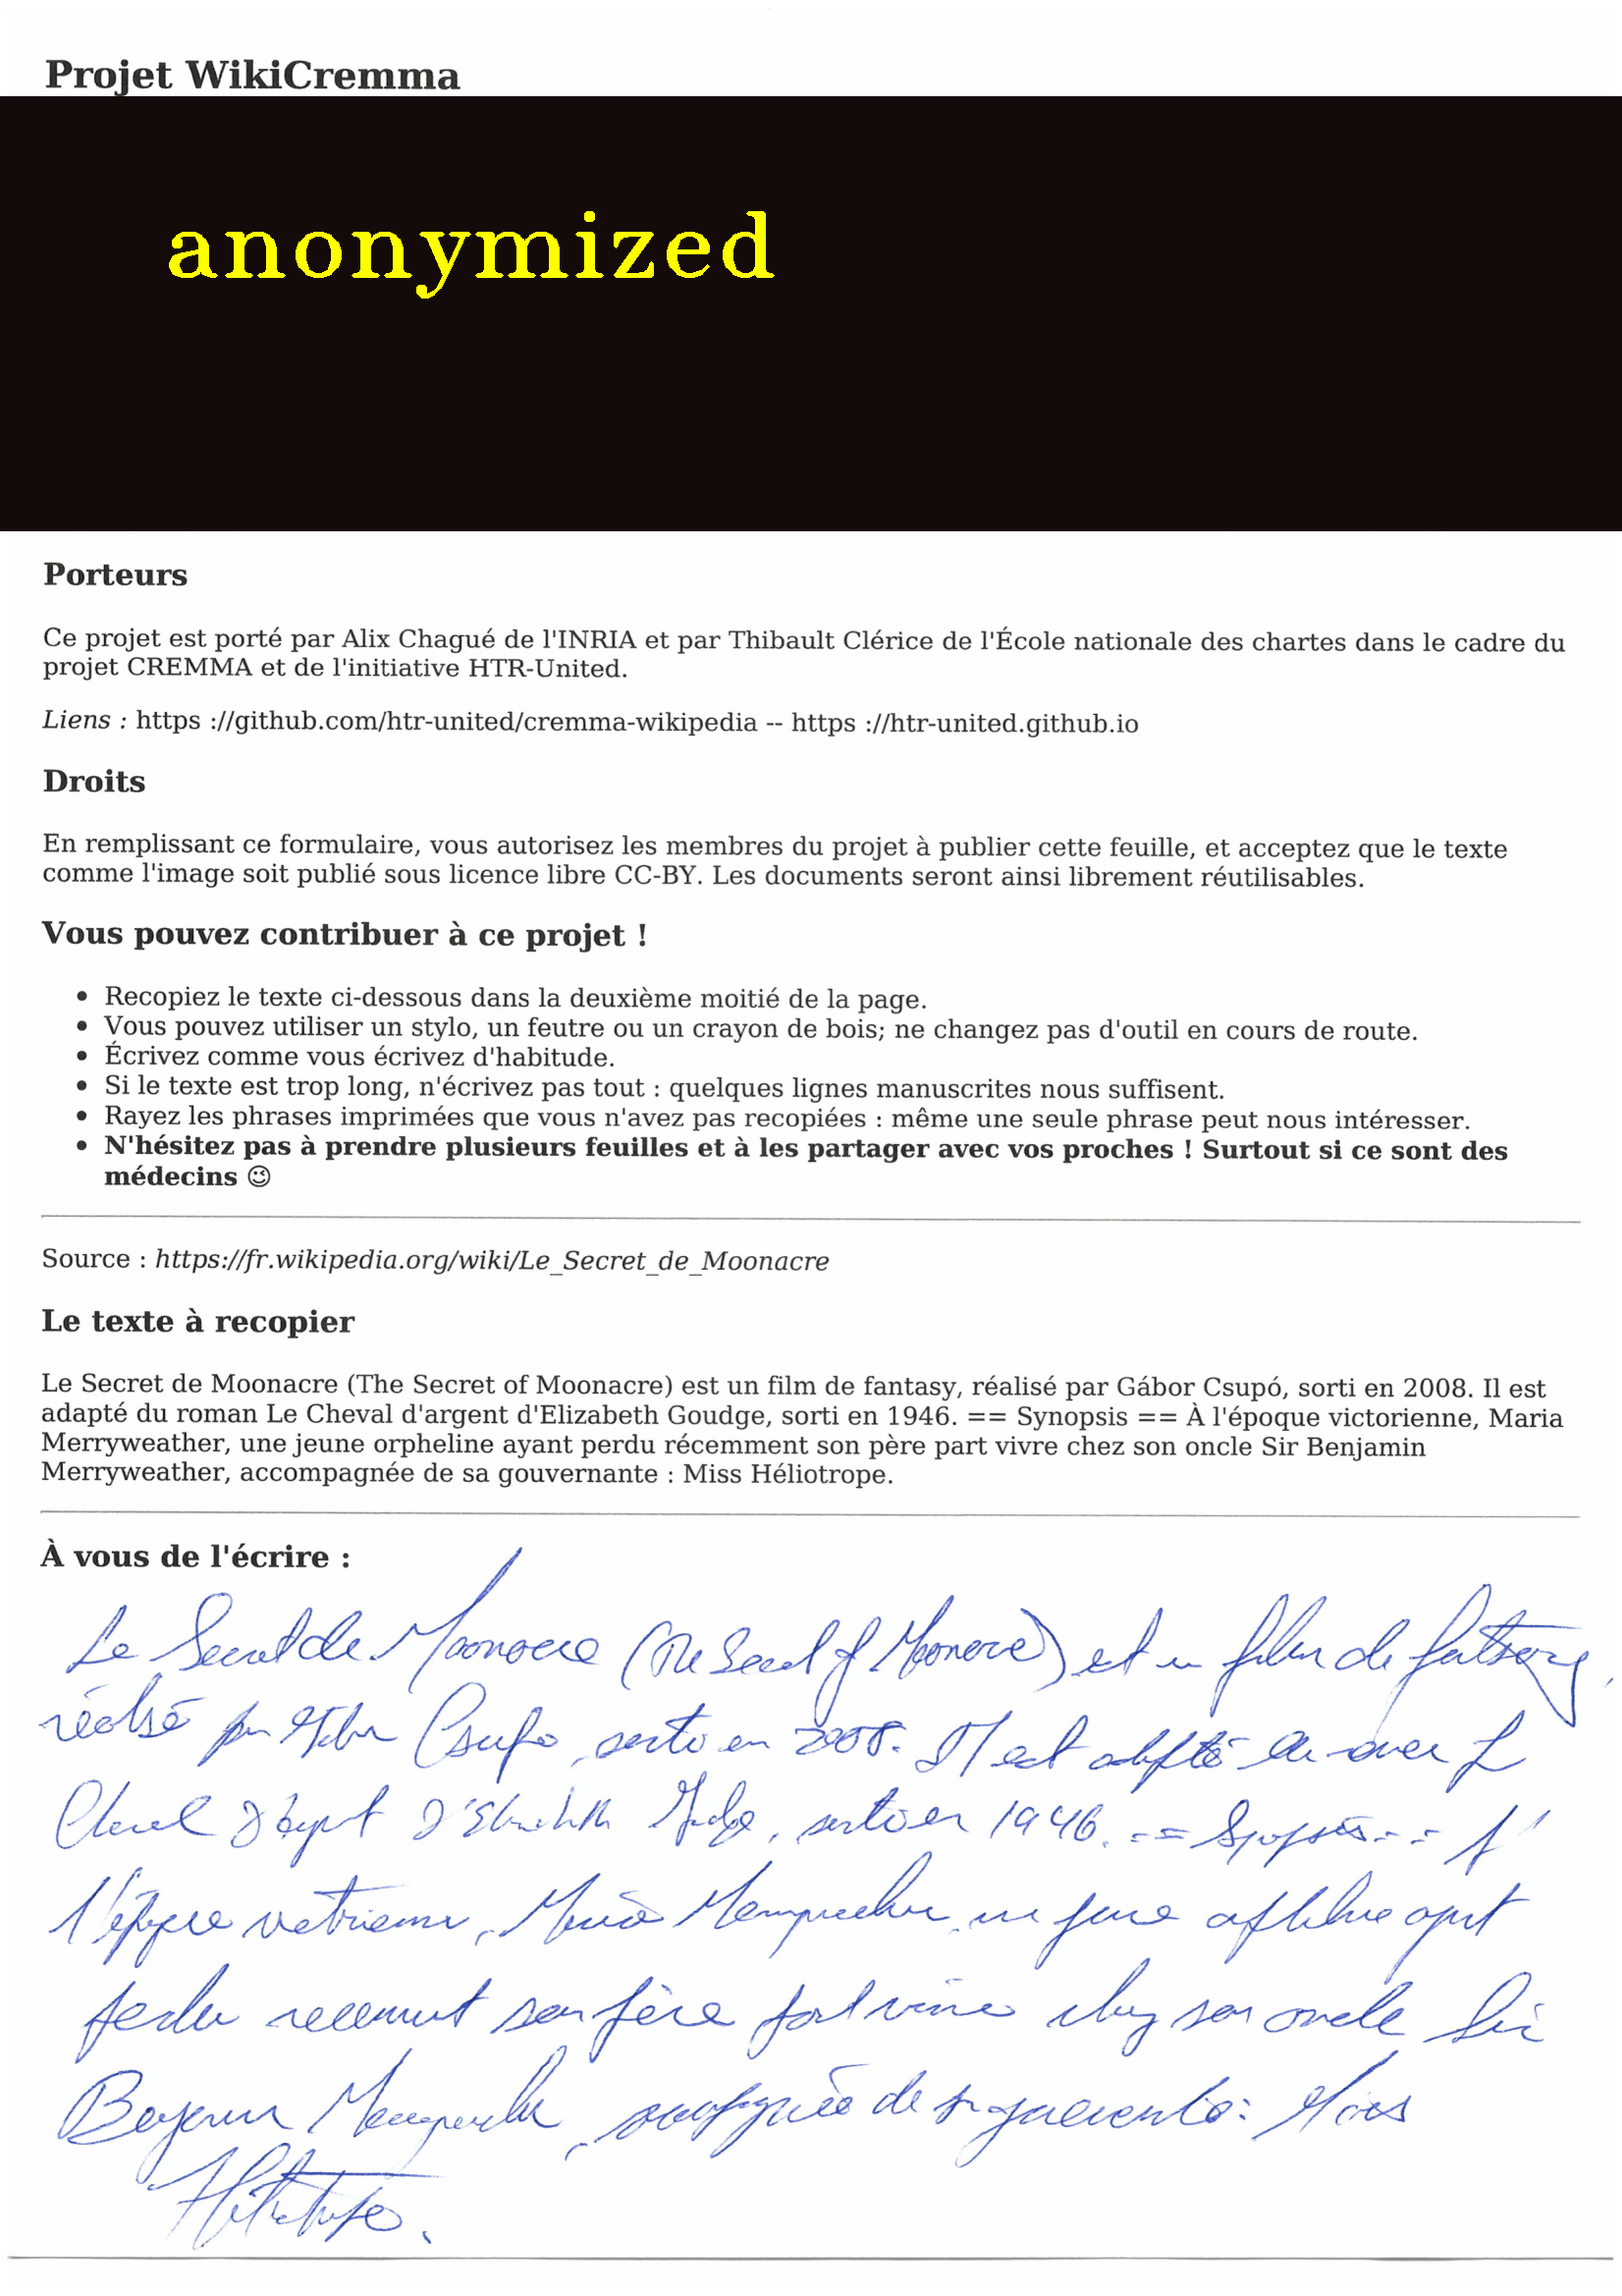 Projet WikiCremma
anonymized
Porteurs
Ce projet est porté par Alix Chagué de l'INRIA et par Thibault Clérice de l'École nationale des chartes dans le cadre du
projet CREMMA et de l'initiative HTR-United.
Liens : https ://github.com/htr-united/cremma-wikipedia -- https ://htr-united.github.io
Droits
En remplissant ce formulaire, vous autorisez les membres du projet à publier cette feuille, et acceptez que le texte
comme l'image soit publié sous licence libre CC-BY. Les documents seront ainsi librement réutilisables.
Vous pouvez contribuer à ce projet !
• Recopiez le texte ci-dessous dans la deuxième moitié de la page.
• Vous pouvez utiliser un stylo, un feutre ou un crayon de bois; ne changez pas d'outil en cours de route.
• Écrivez comme vous écrivez d'habitude.
• Si le texte est trop long, n'écrivez pas tout : quelques lignes manuscrites nous suffisent.
• Rayez les phrases imprimées que vous n'avez pas recopiées : même une seule phrase peut nous intéresser.
• N'hésitez pas à prendre plusieurs feuilles et à les partager avec vos proches ! Surtout si ce sont des
médecins 😉
Source : https://fr.wikipedia.org/wiki/Le_Secret_de_Moonacre
Le texte à recopier
Le Secret de Moonacre (The Secret of Moonacre) est un film de fantasy, réalisé par Gábor Csupó, sorti en 2008. Il est
adapté du roman Le Cheval d'argent d'Elizabeth Goudge, sorti en 1946. == Synopsis == À l'époque victorienne, Maria
Merryweather, une jeune orpheline ayant perdu récemment son père part vivre chez son oncle Sir Benjamin
Merryweather, accompagnée de sa gouvernante : Miss Héliotrope.
À vous de l'écrire :
Le Secret de Moonacre (The Secret of Moonacre) est un film de fantasy,
réalisé par Gábor Csupo, sorti en 2008. Il est adapté du roman Le
Cheval d'argent d'Elizabeth Goudge, sorti en 1946. == Synopsis == A
l'époque victorienne, Maria Merryweather, une jeune orpheline ayant
perdu recemment son père part vivre chez son oncle Sir
Benjamin Merryweather, accompagnée de sa gouvernante : Miss
Héliotrope.